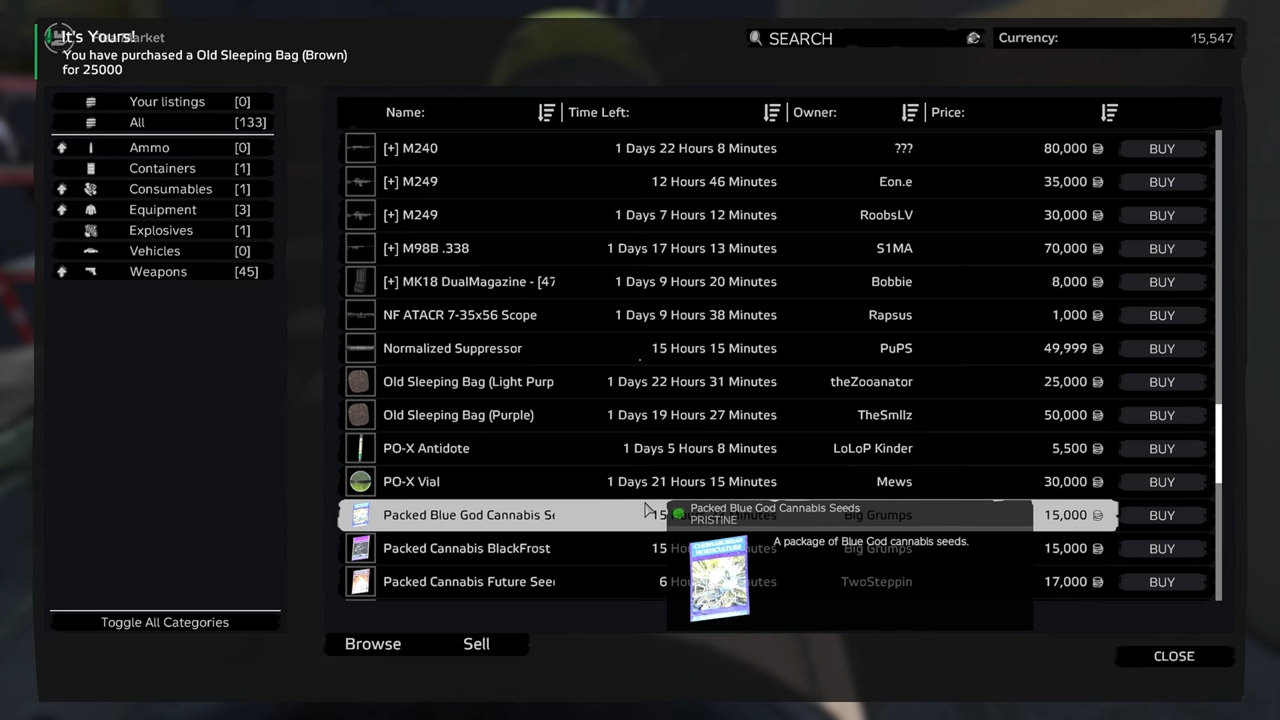 It's Yours!
Market
You have purchased a Old Sleeping Bag (Brown)
for 25000
SEARCH
Currency: 15,547
Your listings [0]
All [133]
Ammo [0]
Containers [1]
Consumables [1]
Equipment [3]
Explosives [1]
Vehicles [0]
Weapons [45]
Toggle All Categories
Name: Time Left: Owner: Price:
[+] M240 1 Days 22 Hours 8 Minutes ??? 80,000 BUY
[+] M249 12 Hours 46 Minutes Eon.e 35,000 BUY
[+] M249 1 Days 7 Hours 12 Minutes RoobsLV 30,000 BUY
[+] M98B .338 1 Days 17 Hours 13 Minutes S1MA 70,000 BUY
[+] MK18 DualMagazine - [47 1 Days 9 Hours 20 Minutes Bobbie 8,000 BUY
NF ATACR 7-35x56 Scope 1 Days 9 Hours 38 Minutes Rapsus 1,000 BUY
Normalized Suppressor 15 Hours 15 Minutes PuPS 49,999 BUY
Old Sleeping Bag (Light Purp 1 Days 22 Hours 31 Minutes theZooanator 25,000 BUY
Old Sleeping Bag (Purple) 1 Days 19 Hours 27 Minutes TheSmllz 50,000 BUY
PO-X Antidote 1 Days 5 Hours 8 Minutes LoLoP Kinder 5,500 BUY
PO-X Vial 1 Days 21 Hours 15 Minutes Mews 30,000 BUY
Packed Blue God Cannabis Se 15 Big Grumps 15,000 BUY
Packed Blue God Cannabis Seeds
PRISTINE
A package of Blue God cannabis seeds.
Packed Cannabis BlackFrost 15 Big Grumps 15,000 BUY
Packed Cannabis Future See 6 TwoSteppin 17,000 BUY
Browse Sell
CLOSE